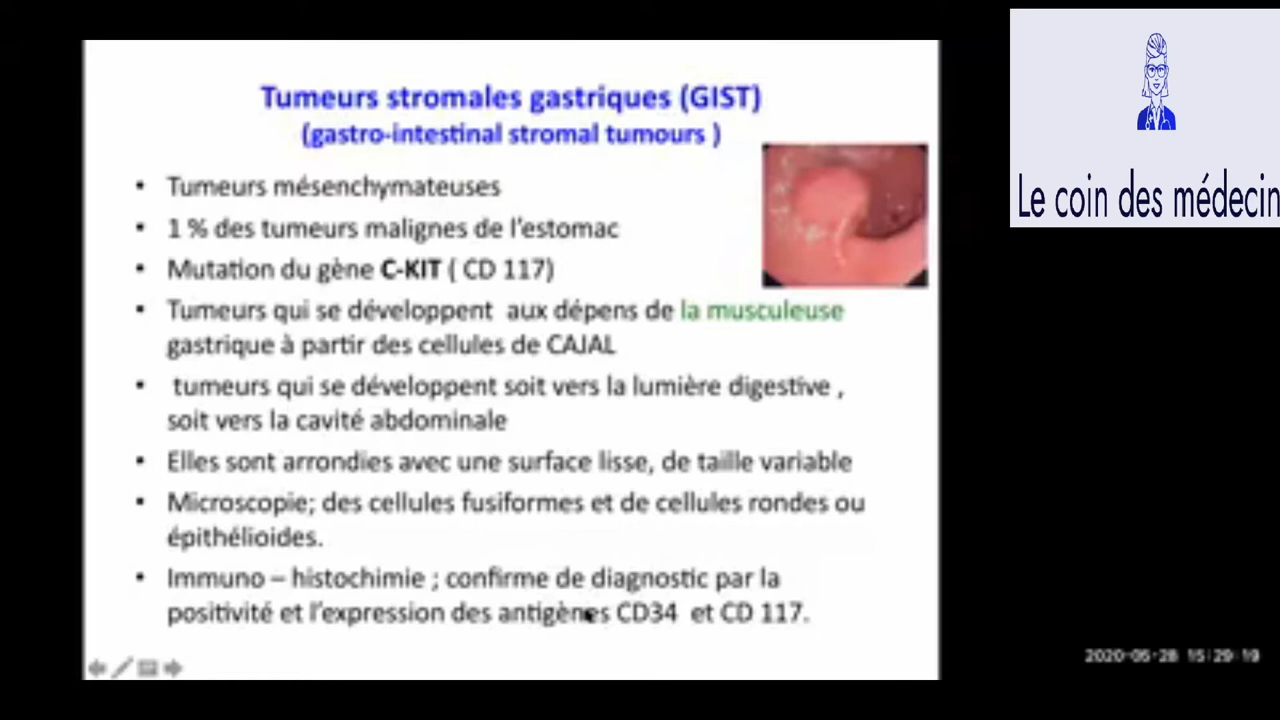 Tumeurs stromales gastriques (GIST)
(gastro-intestinal stromal tumours )
• Tumeurs mésenchymateuses
• 1 % des tumeurs malignes de l'estomac
• Mutation du gène C-KIT ( CD 117)
• Tumeurs qui se développent aux dépens de la musculeuse
gastrique à partir des cellules de CAJAL
• tumeurs qui se développent soit vers la lumière digestive ,
soit vers la cavité abdominale
• Elles sont arrondies avec une surface lisse, de taille variable
• Microscopie; des cellules fusiformes et de cellules rondes ou
épithélioides.
• Immuno – histochimie ; confirme de diagnostic par la
positivité et l'expression des antigènes CD34 et CD 117.
Le coin des médecin
2020-05-28 15:29:19